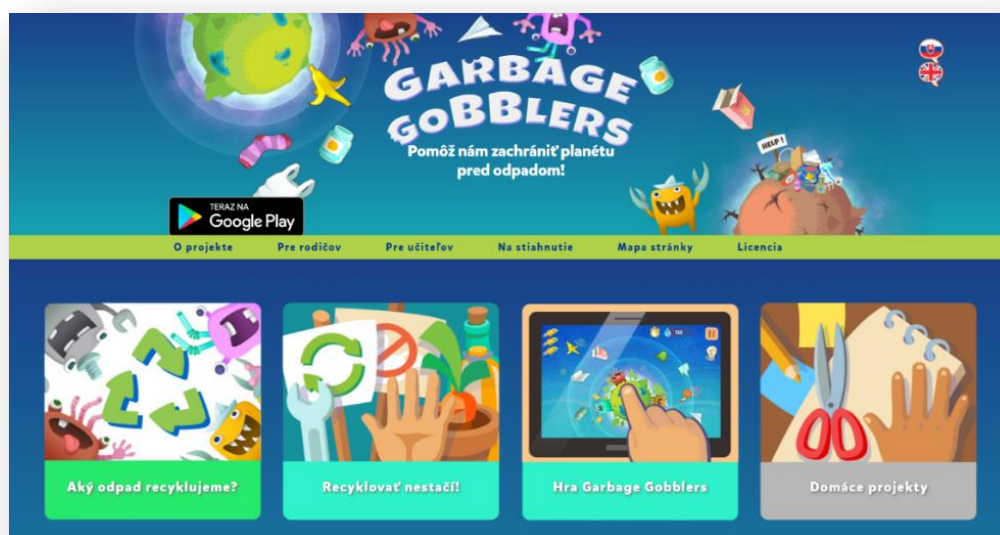 GARBAGE
GOBBLERS
Pomôž nám zachrániť planétu
pred odpadom!
HELP !
TERAZ NA
Google Play
O projekte Pre rodičov Pre učiteľov Na stiahnutie Mapa stránky Licencia
Aký odpad recyklujeme? Recyklovať nestačí! Hra Garbage Gobblers Domáce projekty